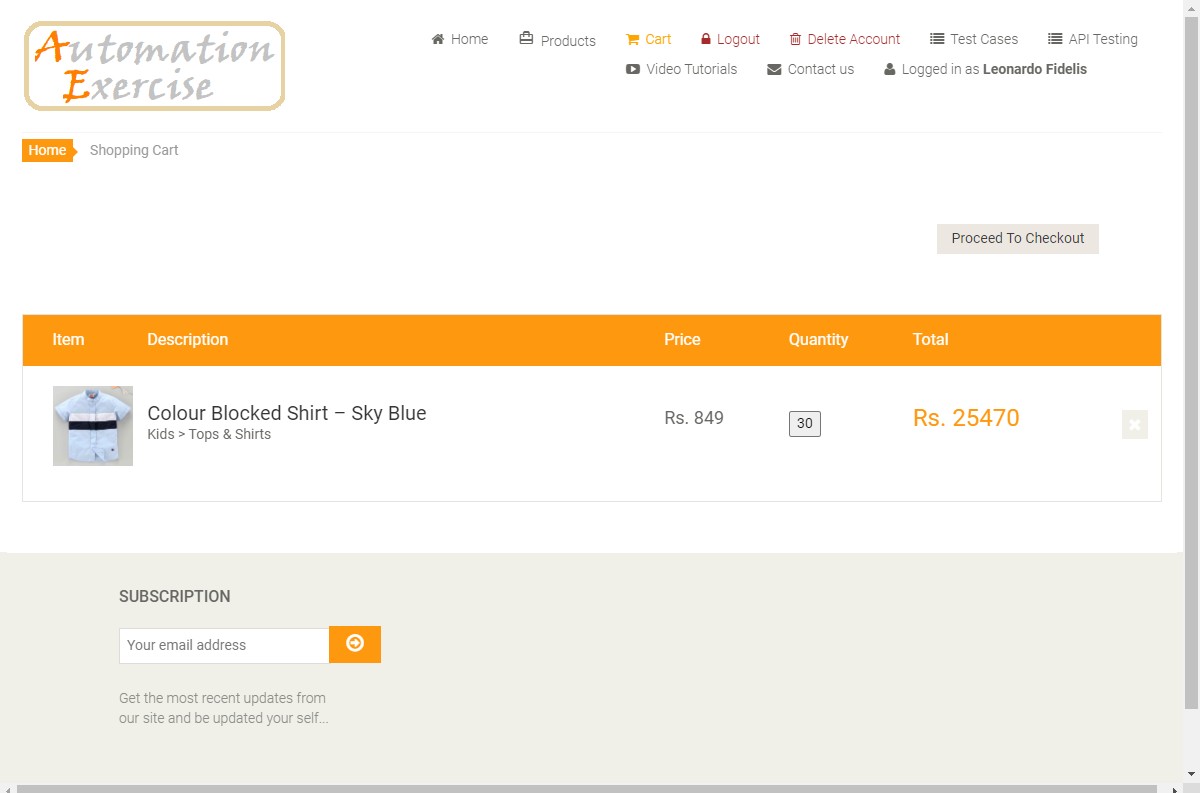 Automation
Exercise
Home
Products
Cart
Logout
Delete Account
Test Cases
API Testing
Video Tutorials
Contact us
Logged in as Leonardo Fidelis
Home
Shopping Cart
Proceed To Checkout
Item Description Price Quantity Total
Colour Blocked Shirt – Sky Blue
Kids > Tops & Shirts
Rs. 849
30
Rs. 25470
SUBSCRIPTION
Your email address
Get the most recent updates from
our site and be updated your self...